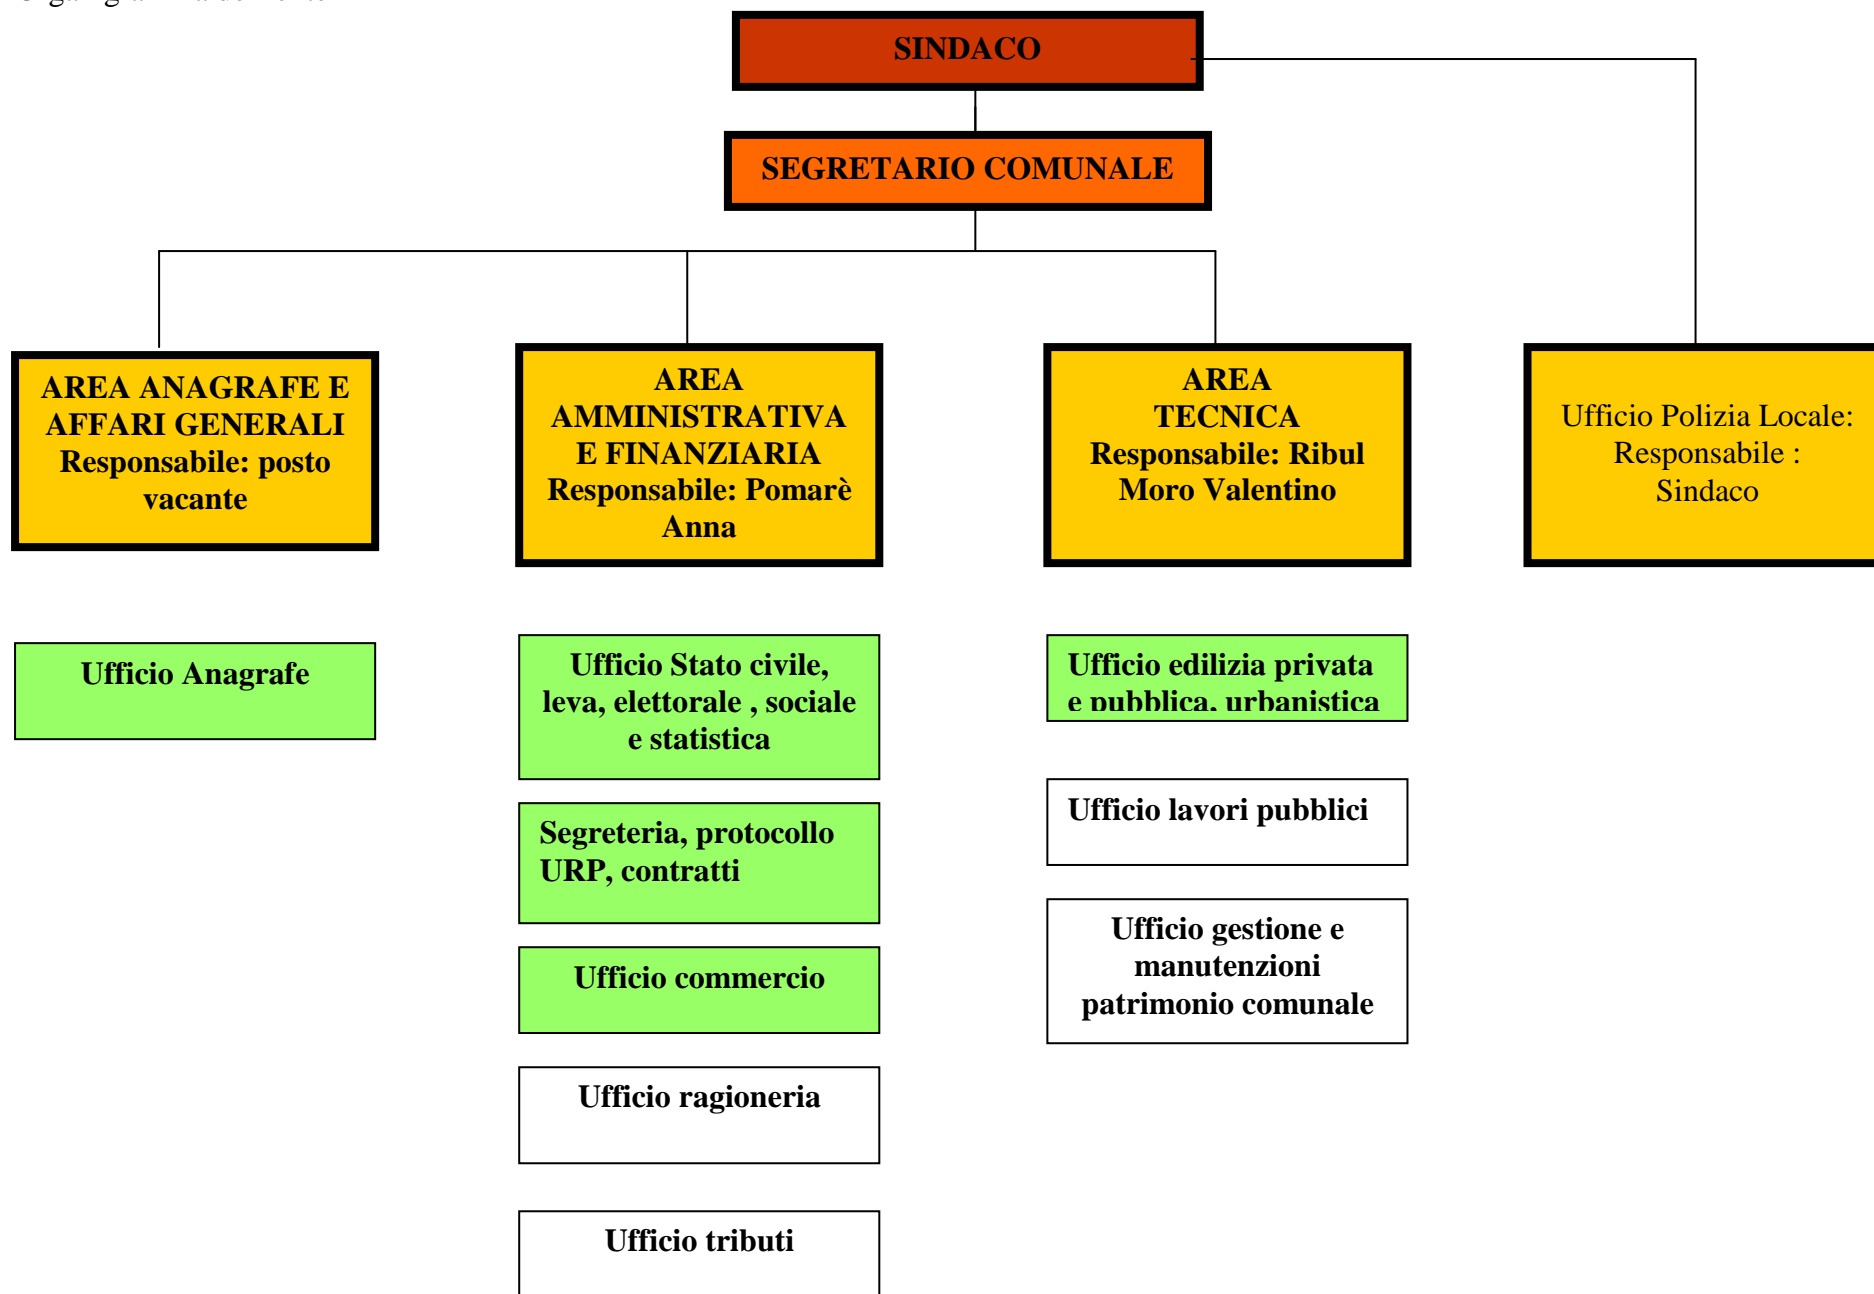 SINDACO
SEGRETARIO COMUNALE
AREA ANAGRAFE E
AFFARI GENERALI
Responsabile: posto
vacante
AREA
AMMINISTRATIVA
E FINANZIARIA
Responsabile: Pomarè
Anna
AREA
TECNICA
Responsabile: Ribul
Moro Valentino
Ufficio Polizia Locale:
Responsabile :
Sindaco
Ufficio Anagrafe
Ufficio Stato civile,
leva, elettorale , sociale
e statistica
Segreteria, protocollo
URP, contratti
Ufficio commercio
Ufficio ragioneria
Ufficio tributi
Ufficio edilizia privata
e pubblica, urbanistica
Ufficio lavori pubblici
Ufficio gestione e
manutenzioni
patrimonio comunale